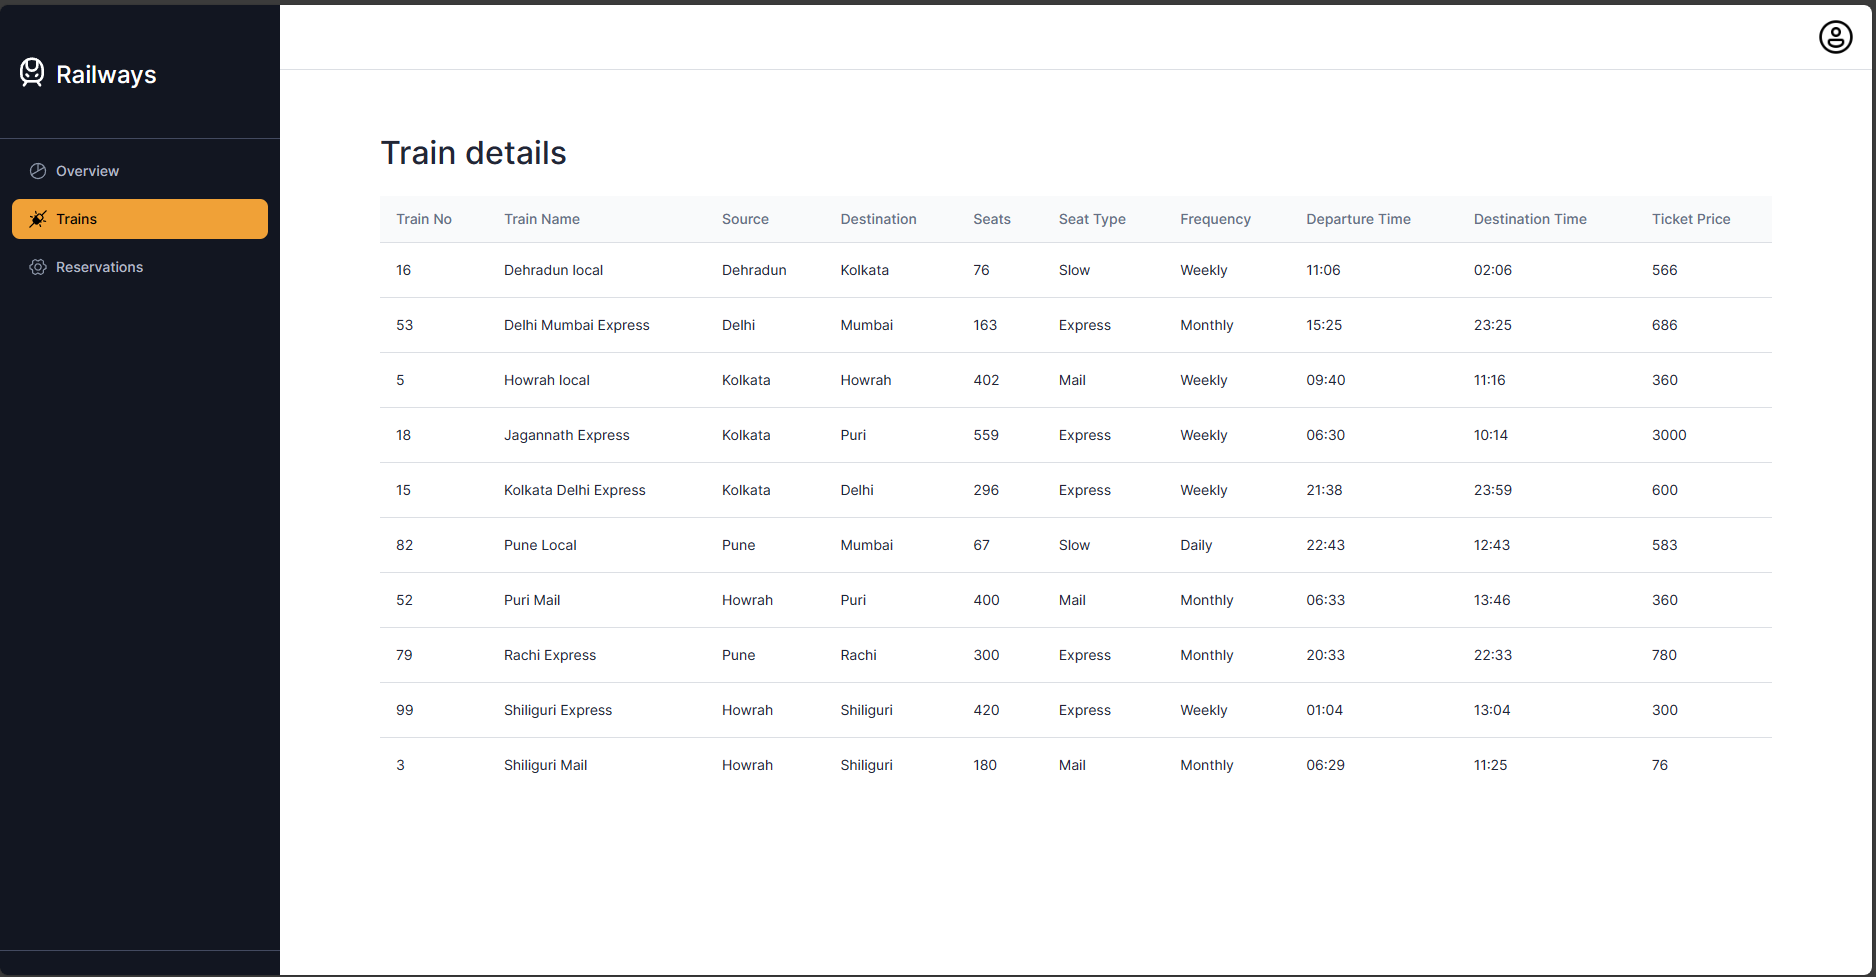 Railways
Overview
Trains
Reservations
Train details
Train No Train Name Source Destination Seats Seat Type Frequency Departure Time Destination Time Ticket Price
16 Dehradun local Dehradun Kolkata 76 Slow Weekly 11:06 02:06 566
53 Delhi Mumbai Express Delhi Mumbai 163 Express Monthly 15:25 23:25 686
5 Howrah local Kolkata Howrah 402 Mail Weekly 09:40 11:16 360
18 Jagannath Express Kolkata Puri 559 Express Weekly 06:30 10:14 3000
15 Kolkata Delhi Express Kolkata Delhi 296 Express Weekly 21:38 23:59 600
82 Pune Local Pune Mumbai 67 Slow Daily 22:43 12:43 583
52 Puri Mail Howrah Puri 400 Mail Monthly 06:33 13:46 360
79 Rachi Express Pune Rachi 300 Express Monthly 20:33 22:33 780
99 Shiliguri Express Howrah Shiliguri 420 Express Weekly 01:04 13:04 300
3 Shiliguri Mail Howrah Shiliguri 180 Mail Monthly 06:29 11:25 76